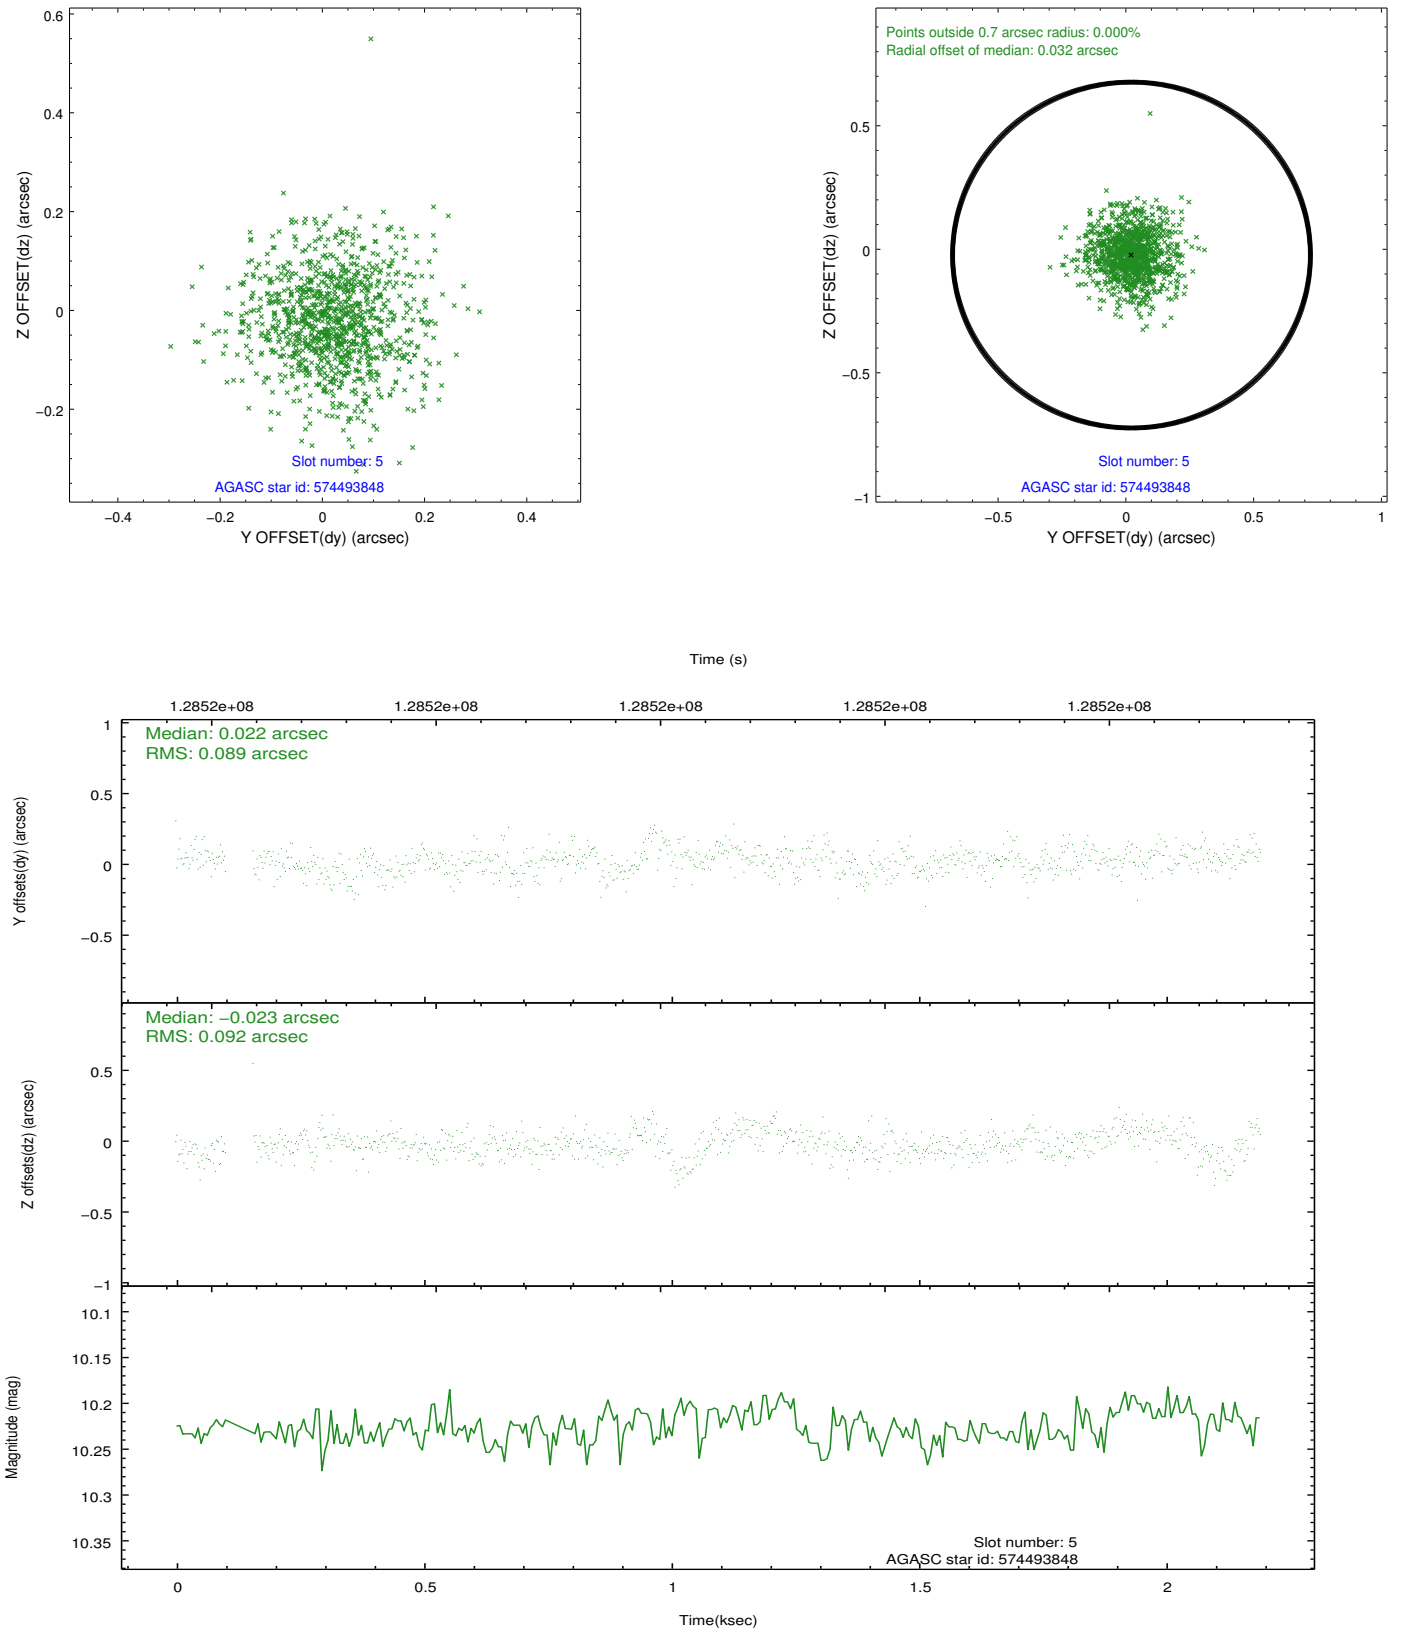 0.6
0.4
0.2
0
−0.2
Z OFFSET(dz) (arcsec)
Slot number: 5
AGASC star id: 574493848
−0.4
−0.2
0
0.2
0.4
Y OFFSET(dy) (arcsec)
Points outside 0.7 arcsec radius: 0.000%
Radial offset of median: 0.032 arcsec
0.5
0
−0.5
−1
Z OFFSET(dz) (arcsec)
Slot number: 5
AGASC star id: 574493848
−0.5
0
0.5
1
Y OFFSET(dy) (arcsec)
Time (s)
1.2852e+08
1.2852e+08
1.2852e+08
1.2852e+08
1.2852e+08
Median: 0.022 arcsec
RMS: 0.089 arcsec
1
0.5
0
−0.5
Y offsets(dy) (arcsec)
Median: −0.023 arcsec
RMS: 0.092 arcsec
0.5
0
−0.5
−1
Z offsets(dz) (arcsec)
10.1
10.15
10.2
10.25
10.3
10.35
Magnitude (mag)
Slot number: 5
AGASC star id: 574493848
0
0.5
1
1.5
2
Time(ksec)